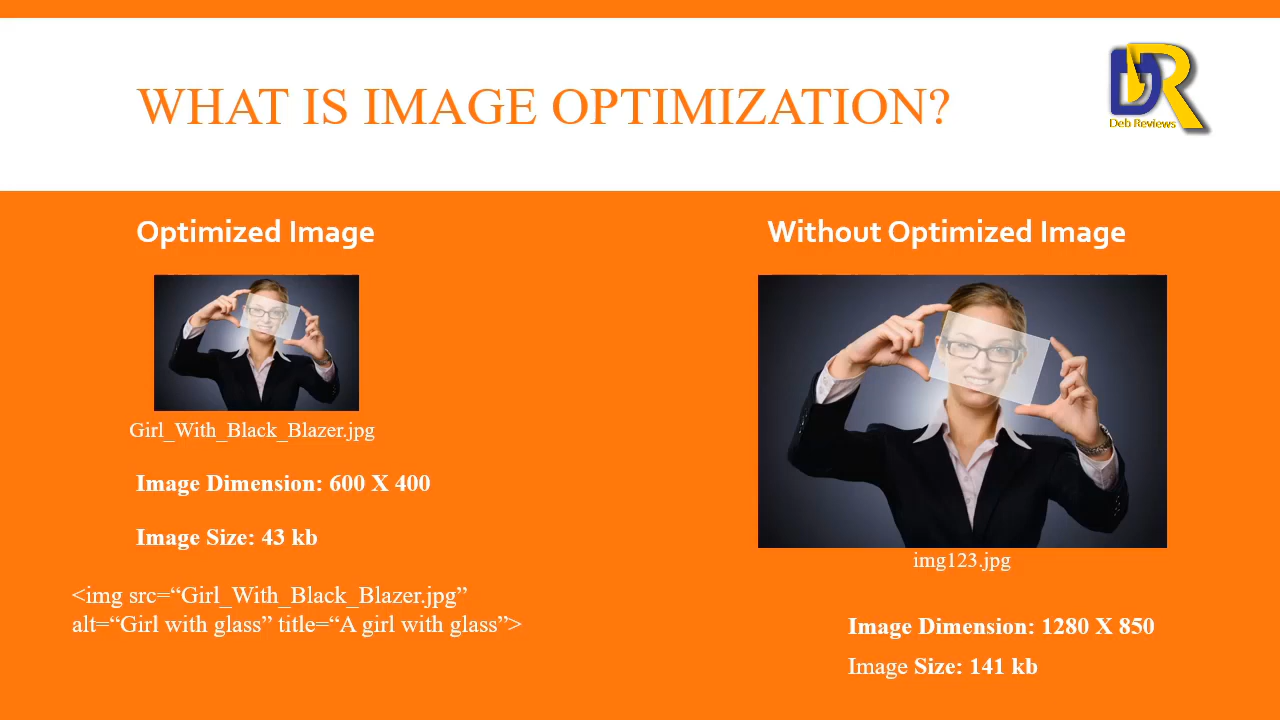 WHAT IS IMAGE OPTIMIZATION?
DR
Deb Reviews
Optimized Image
Girl_With_Black_Blazer.jpg
Image Dimension: 600 X 400
Image Size: 43 kb
<img src=“Girl_With_Black_Blazer.jpg”
alt=“Girl with glass” title=“A girl with glass”>
Without Optimized Image
img123.jpg
Image Dimension: 1280 X 850
Image Size: 141 kb